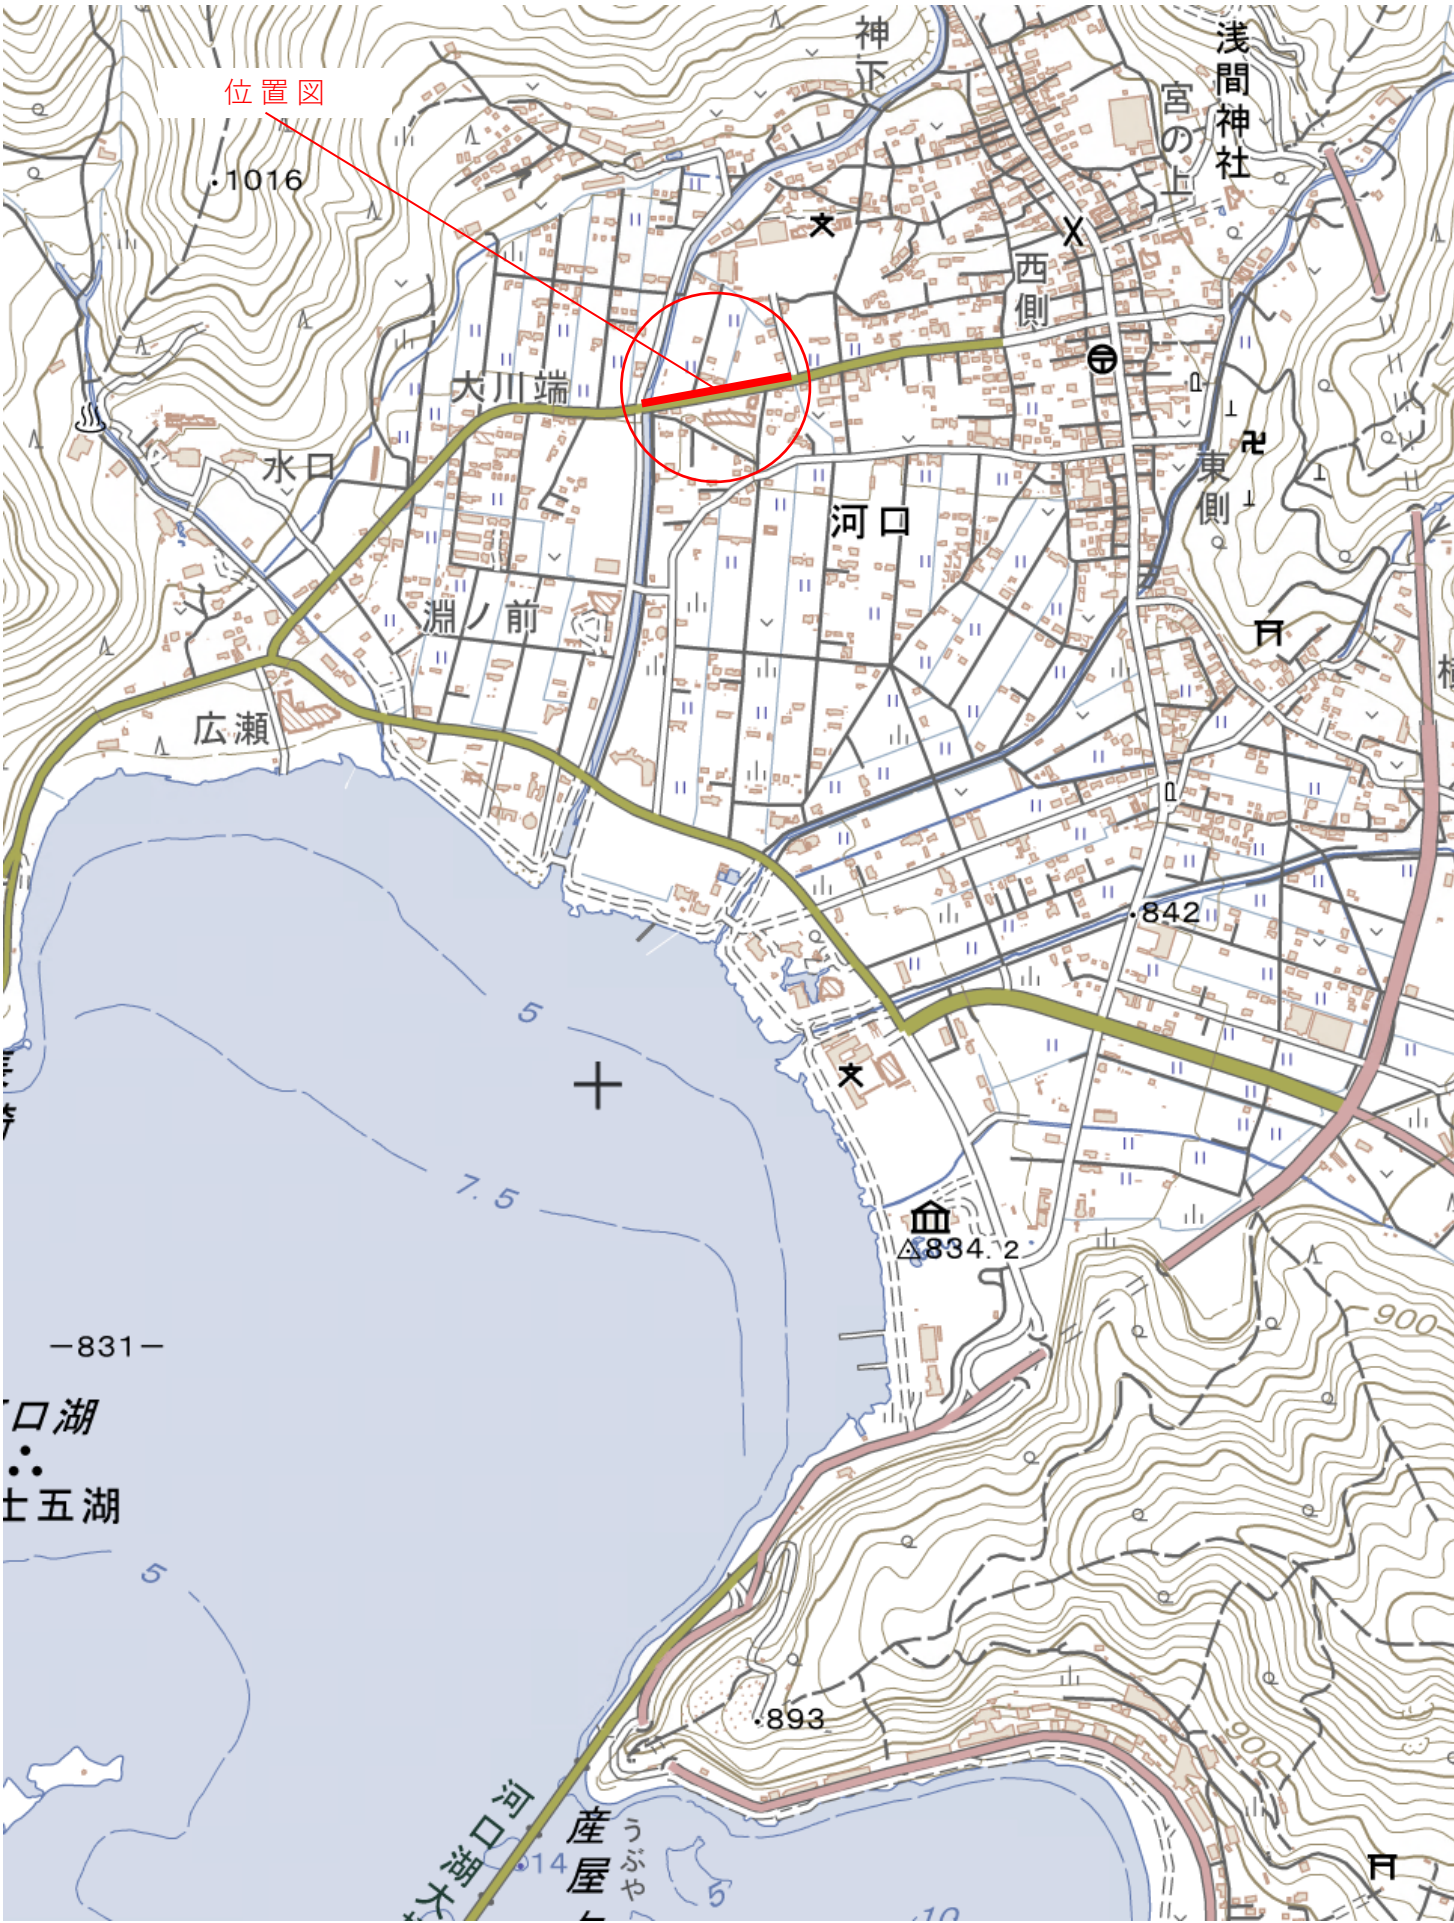 位置図
神
浅間神社
宮の上
1016
西側
大川端
水口
東側
河口
淵ノ前
広瀬
842
5
7.5
834.2
-831-
900
口湖
士五湖
5
893
900
河口湖大
産屋
うぶや
14
5
10